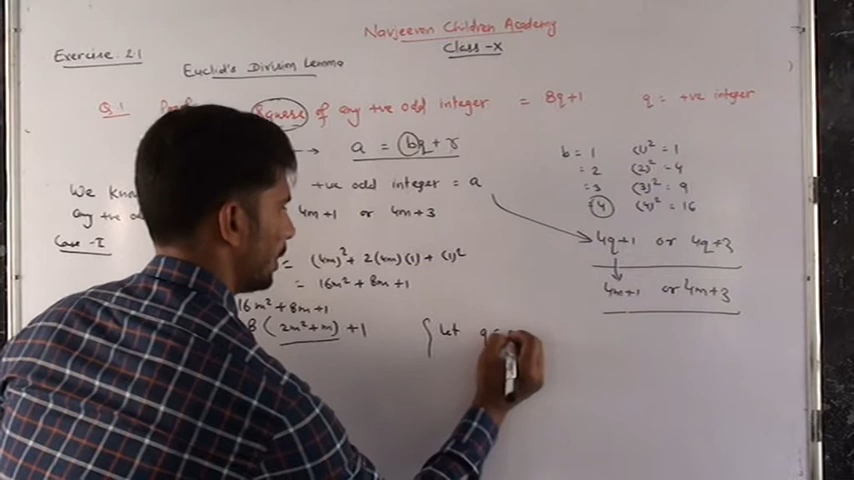 Navjeevan Children Academy
Class-X
Exercise 2.1
Euclid's Division Lemma
Q.1 Square of any +ve odd integer = 8q+1 q = +ve integer
→ a = bq + r
We know +ve odd integer = a
any +ve 4m+1 or 4m+3
Case-I
= (4m)² + 2(4m)(1) + (1)²
= 16m² + 8m + 1
16m² + 8m + 1
8(2m²+m) + 1
{ let q =
b = 1 (1)² = 1
= 2 (2)² = 4
= 3 (3)² = 9
= 4 (4)² = 16
4q+1 or 4q+3
4m+1 or 4m+3